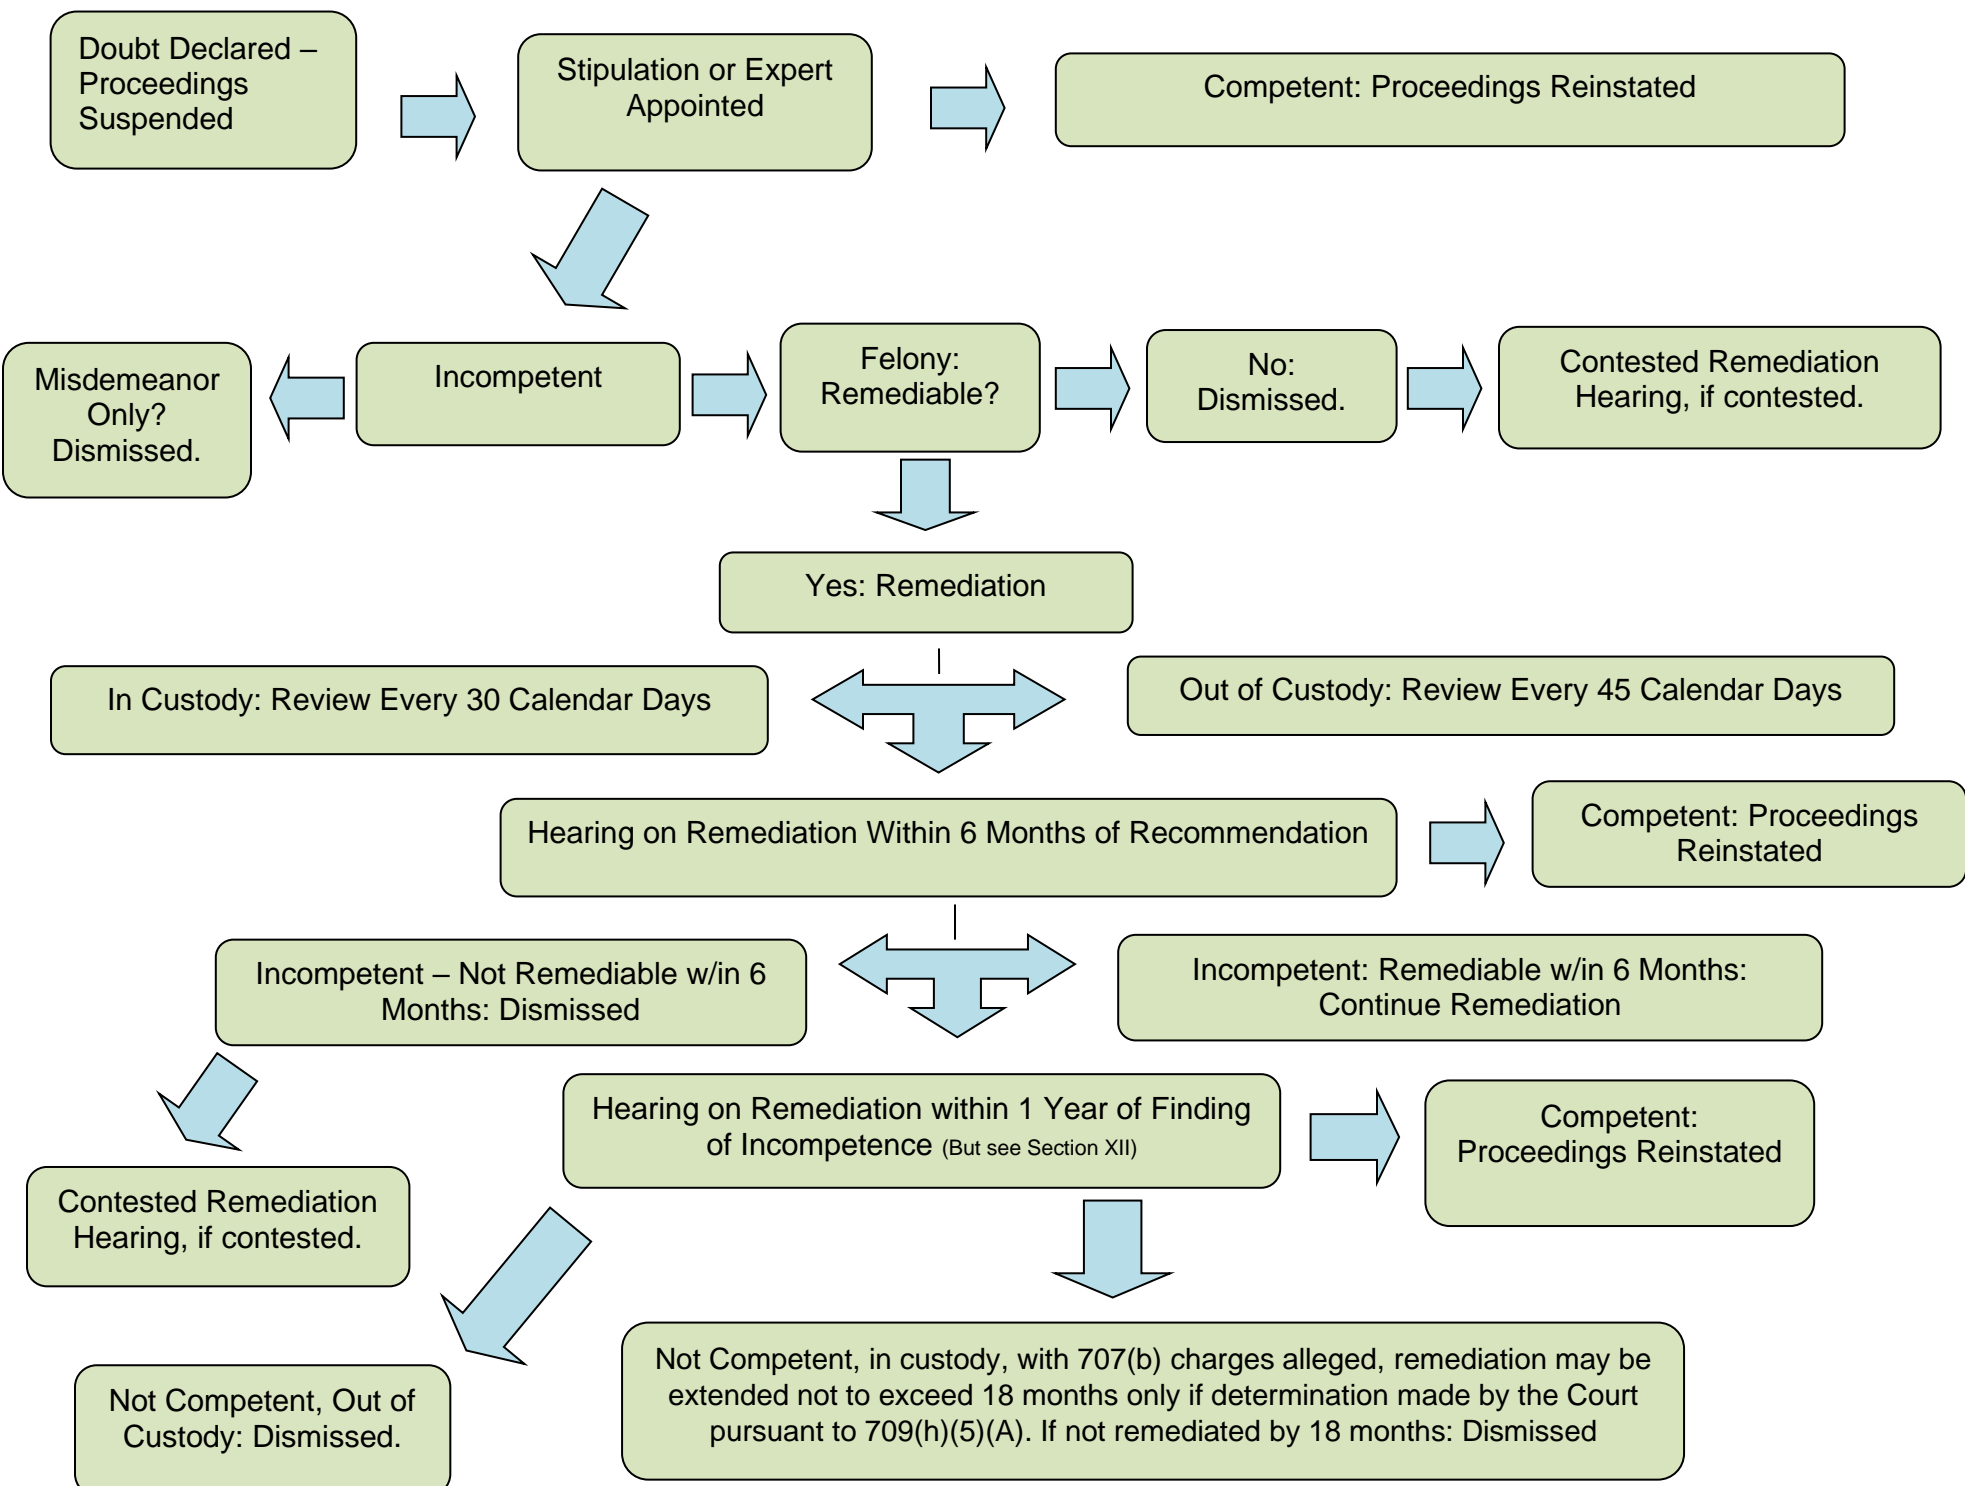 Doubt Declared –
Proceedings
Suspended
Stipulation or Expert
Appointed
Competent: Proceedings Reinstated
Misdemeanor
Only?
Dismissed.
Incompetent
Felony:
Remediable?
No:
Dismissed.
Contested Remediation
Hearing, if contested.
Yes: Remediation
In Custody: Review Every 30 Calendar Days
Out of Custody: Review Every 45 Calendar Days
Hearing on Remediation Within 6 Months of Recommendation
Competent: Proceedings
Reinstated
Incompetent – Not Remediable w/in 6
Months: Dismissed
Incompetent: Remediable w/in 6 Months:
Continue Remediation
Hearing on Remediation within 1 Year of Finding
of Incompetence (But see Section XII)
Competent:
Proceedings Reinstated
Contested Remediation
Hearing, if contested.
Not Competent, Out of
Custody: Dismissed.
Not Competent, in custody, with 707(b) charges alleged, remediation may be
extended not to exceed 18 months only if determination made by the Court
pursuant to 709(h)(5)(A). If not remediated by 18 months: Dismissed